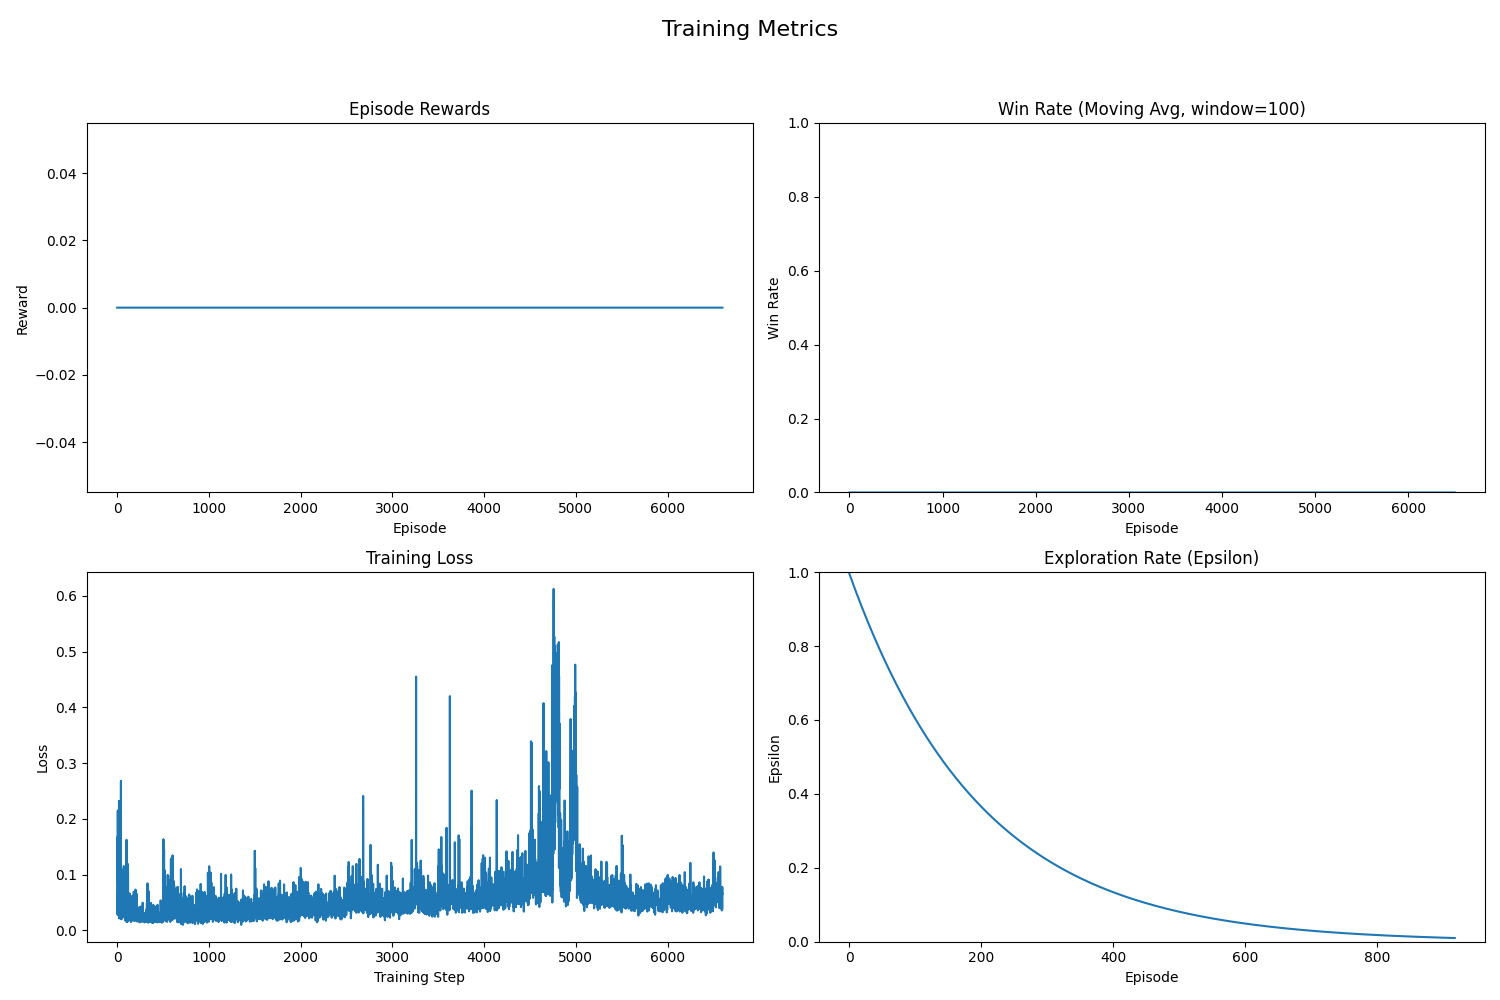 Training Metrics
Episode Rewards
0.04
0.02
0.00
−0.02
−0.04
Reward
0 1000 2000 3000 4000 5000 6000
Episode
Win Rate (Moving Avg, window=100)
1.0
0.8
0.6
0.4
0.2
0.0
Win Rate
0 1000 2000 3000 4000 5000 6000
Episode
Training Loss
0.6
0.5
0.4
0.3
0.2
0.1
0.0
Loss
0 1000 2000 3000 4000 5000 6000
Training Step
Exploration Rate (Epsilon)
1.0
0.8
0.6
0.4
0.2
0.0
Epsilon
0 200 400 600 800
Episode